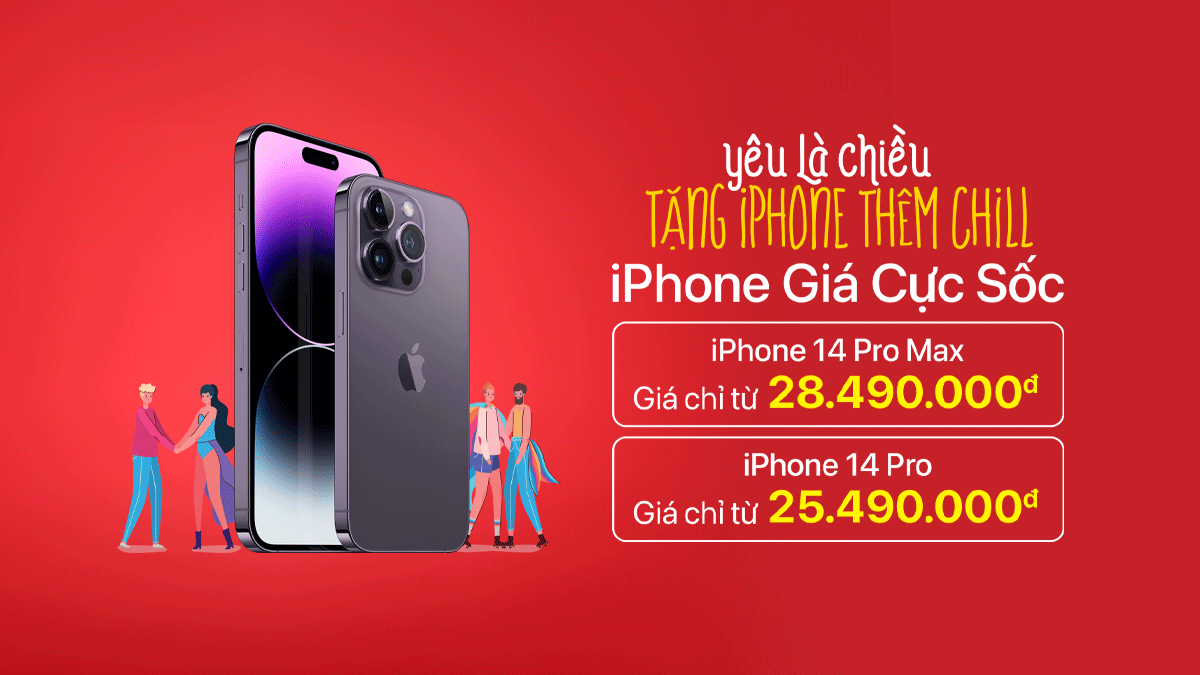 yêu là chiều
TẶNG iPHONE THÊM CHiLL
iPhone Giá Cực Sốc
iPhone 14 Pro Max
Giá chỉ từ 28.490.000đ
iPhone 14 Pro
Giá chỉ từ 25.490.000đ